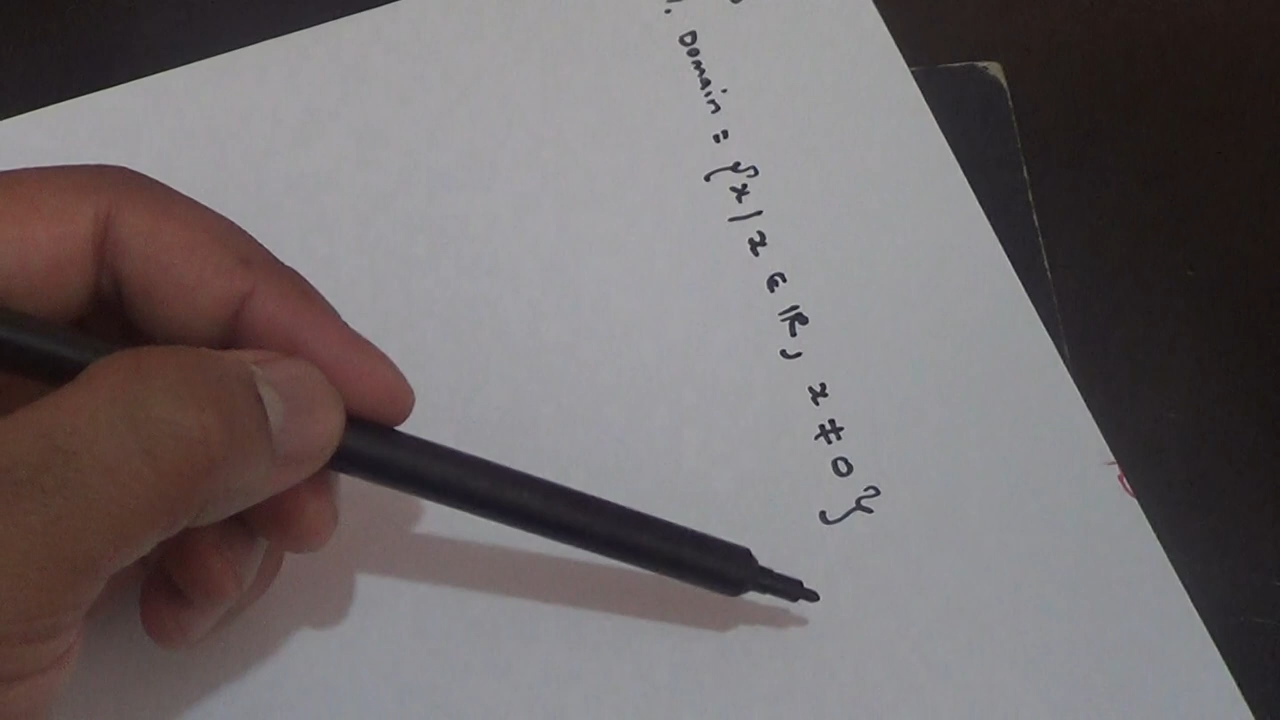 Domain = {x | x ∈ ℝ, x ≠ 0}